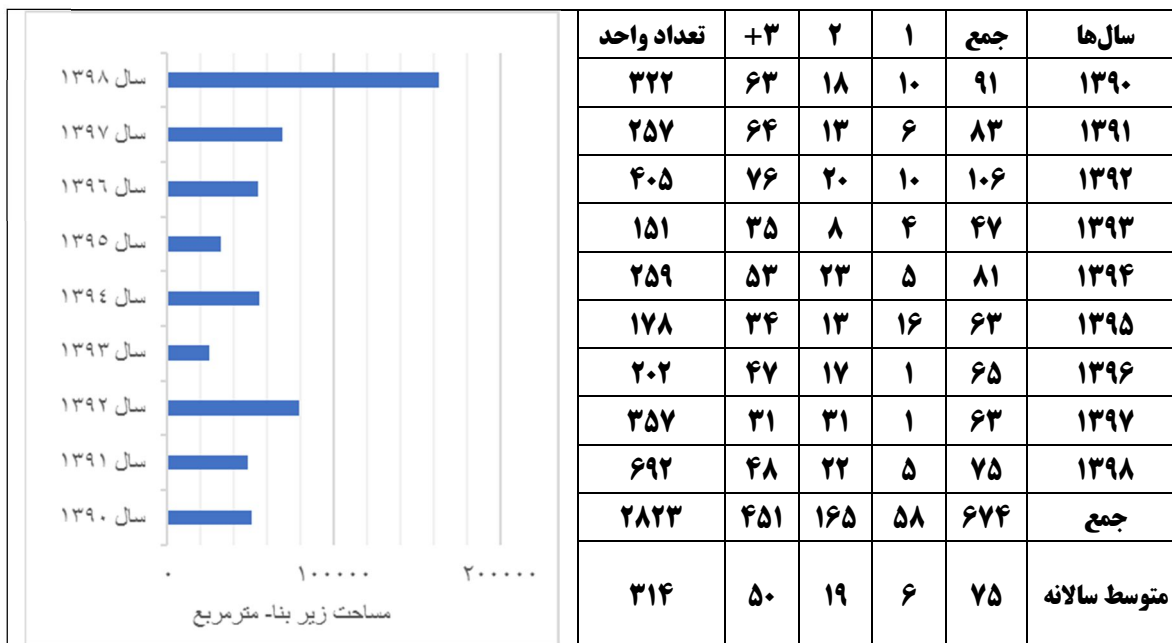 سال‌ها جمع ۱ ۲ ۳+ تعداد واحد
۱۳۹۰ ۹۱ ۱۰ ۱۸ ۶۳ ۳۲۲
۱۳۹۱ ۸۳ ۶ ۱۳ ۶۴ ۲۵۷
۱۳۹۲ ۱۰۶ ۱۰ ۲۰ ۷۶ ۴۰۵
۱۳۹۳ ۴۷ ۴ ۸ ۳۵ ۱۵۱
۱۳۹۴ ۸۱ ۵ ۲۳ ۵۳ ۲۵۹
۱۳۹۵ ۶۳ ۱۶ ۱۳ ۳۴ ۱۷۸
۱۳۹۶ ۶۵ ۱ ۱۷ ۴۷ ۲۰۲
۱۳۹۷ ۶۳ ۱ ۳۱ ۳۱ ۳۵۷
۱۳۹۸ ۷۵ ۵ ۲۲ ۴۸ ۶۹۲
جمع ۶۷۴ ۵۸ ۱۶۵ ۴۵۱ ۲۸۲۳
متوسط سالانه ۷۵ ۶ ۱۹ ۵۰ ۳۱۴
سال ۱۳۹۸
سال ۱۳۹۷
سال ۱۳۹٦
سال ۱۳۹٥
سال ۱۳۹٤
سال ۱۳۹۳
سال ۱۳۹۲
سال ۱۳۹۱
سال ۱۳۹۰
۰ ۱۰۰۰۰۰ ۲۰۰۰۰۰
مساحت زیر بنا- مترمربع